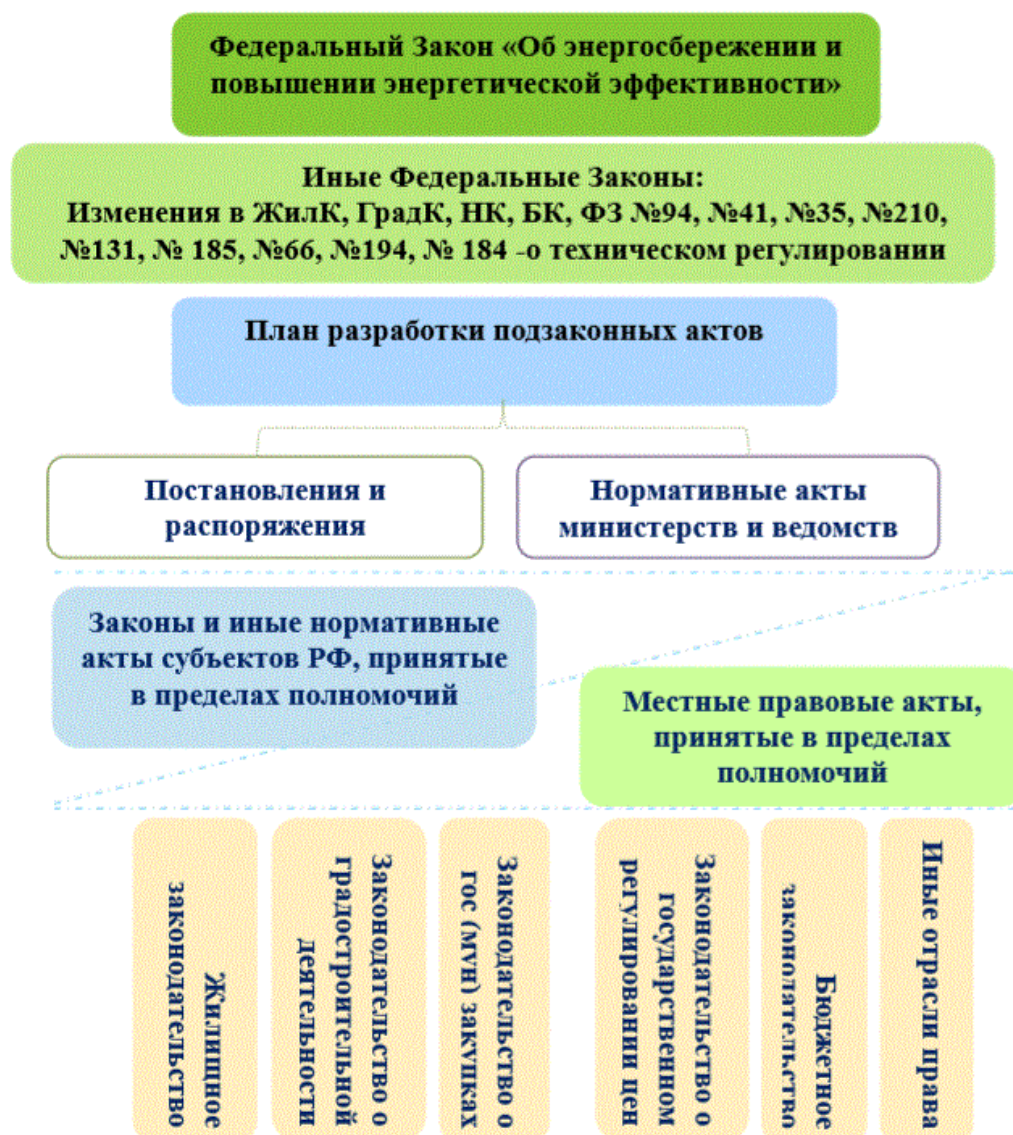 Федеральный Закон «Об энергосбережении и
повышении энергетической эффективности»
Иные Федеральные Законы:
Изменения в ЖилК, ГрадК, НК, БК, ФЗ №94, №41, №35, №210,
№131, № 185, №66, №194, № 184 -о техническом регулировании
План разработки подзаконных актов
Постановления и
распоряжения
Нормативные акты
министерств и ведомств
Законы и иные нормативные
акты субъектов РФ, принятые
в пределах полномочий
Местные правовые акты,
принятые в пределах
полномочий
Жилищное
законодательство
Законодательство о
градостроительной
деятельности
Законодательство о
гос (мун) закупках
Законодательство о
государственном
регулировании цен
Бюджетное
законодательство
Иные отрасли права